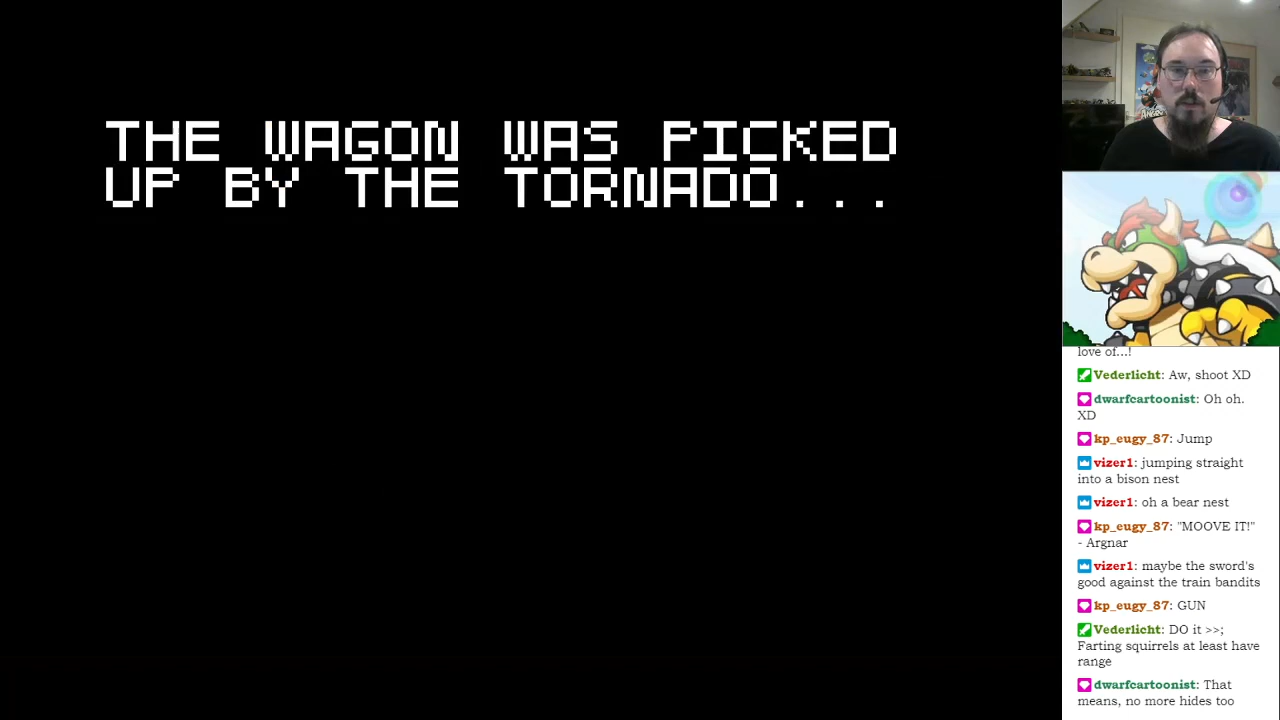 THE WAGON WAS PICKED
UP BY THE TORNADO...
love of...!
Vederlicht: Aw, shoot XD
dwarfcartoonist: Oh oh.
XD
kp_eugy_87: Jump
vizer1: jumping straight
into a bison nest
vizer1: oh a bear nest
kp_eugy_87: "MOOVE IT!"
- Argnar
vizer1: maybe the sword's
good against the train bandits
kp_eugy_87: GUN
Vederlicht: DO it >>;
Farting squirrels at least have
range
dwarfcartoonist: That
means, no more hides too